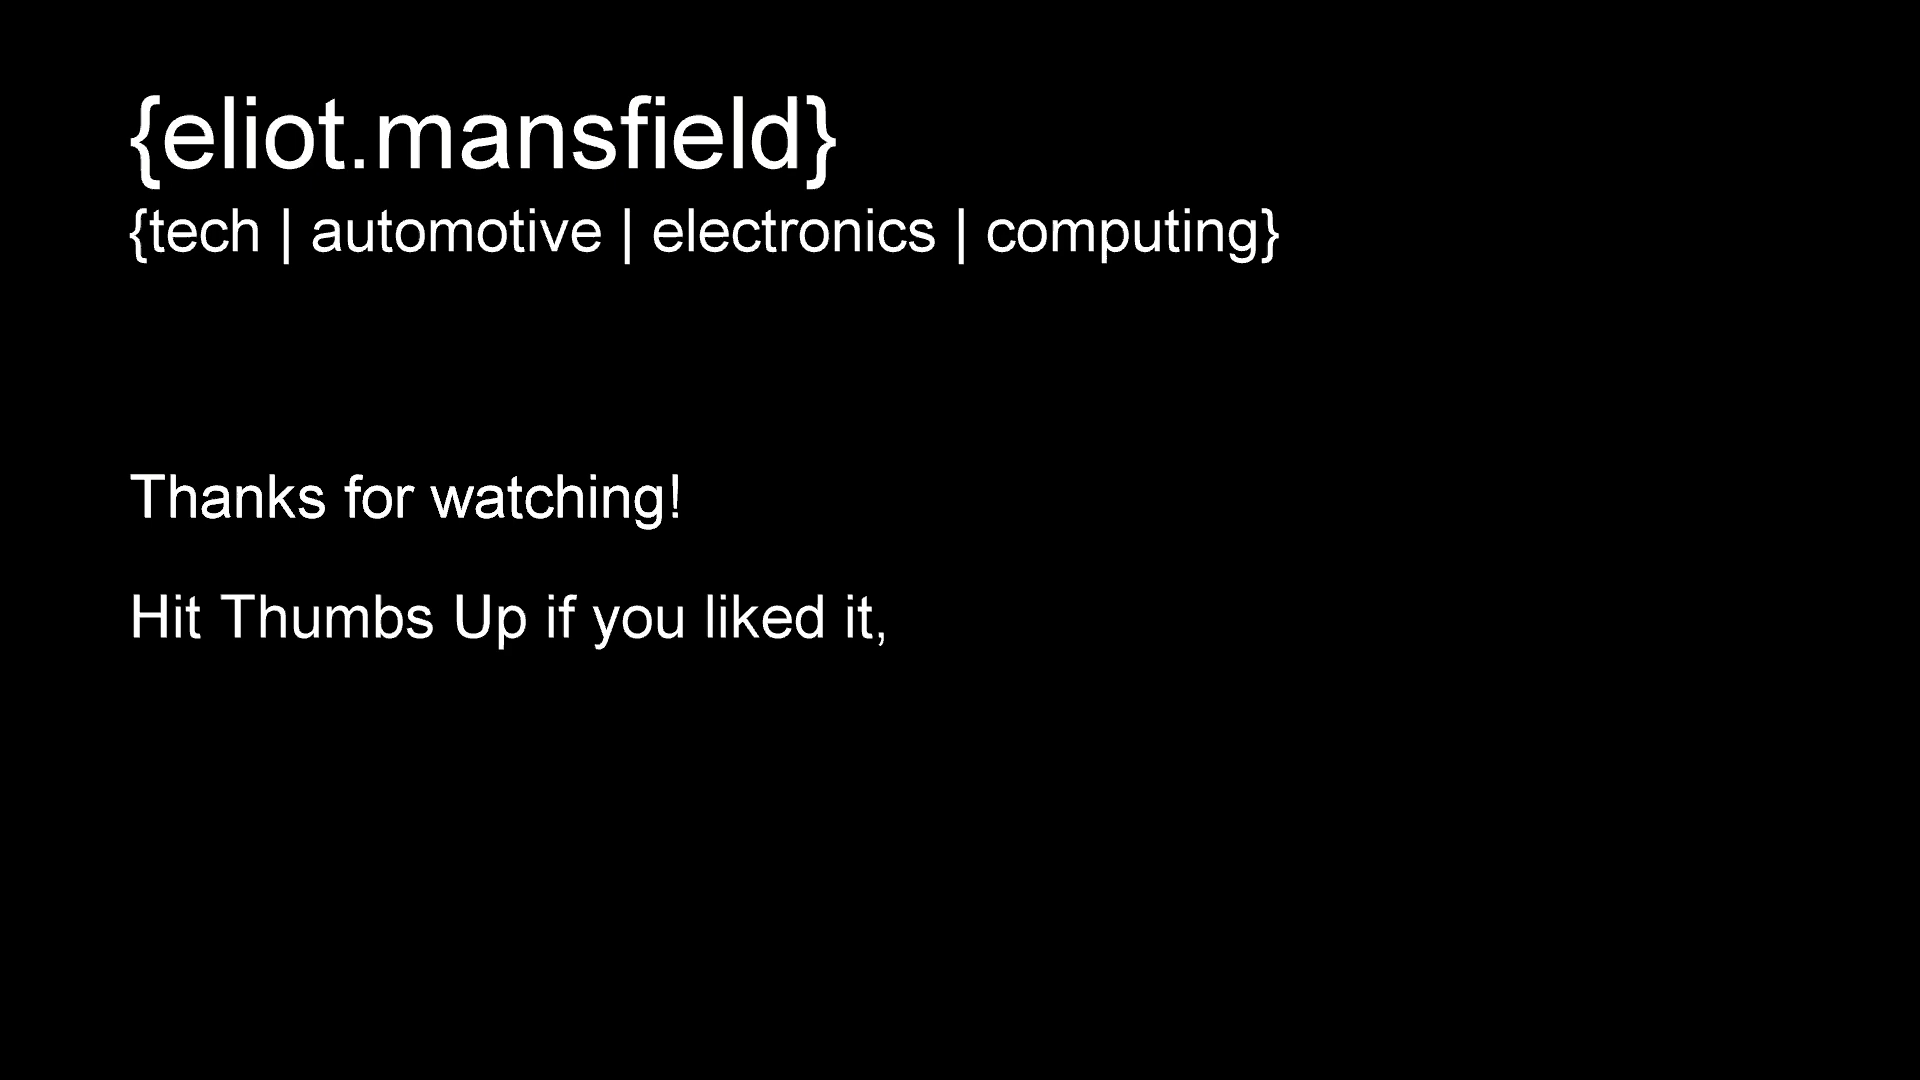 {eliot.mansfield}
{tech | automotive | electronics | computing}
Thanks for watching!
Hit Thumbs Up if you liked it,